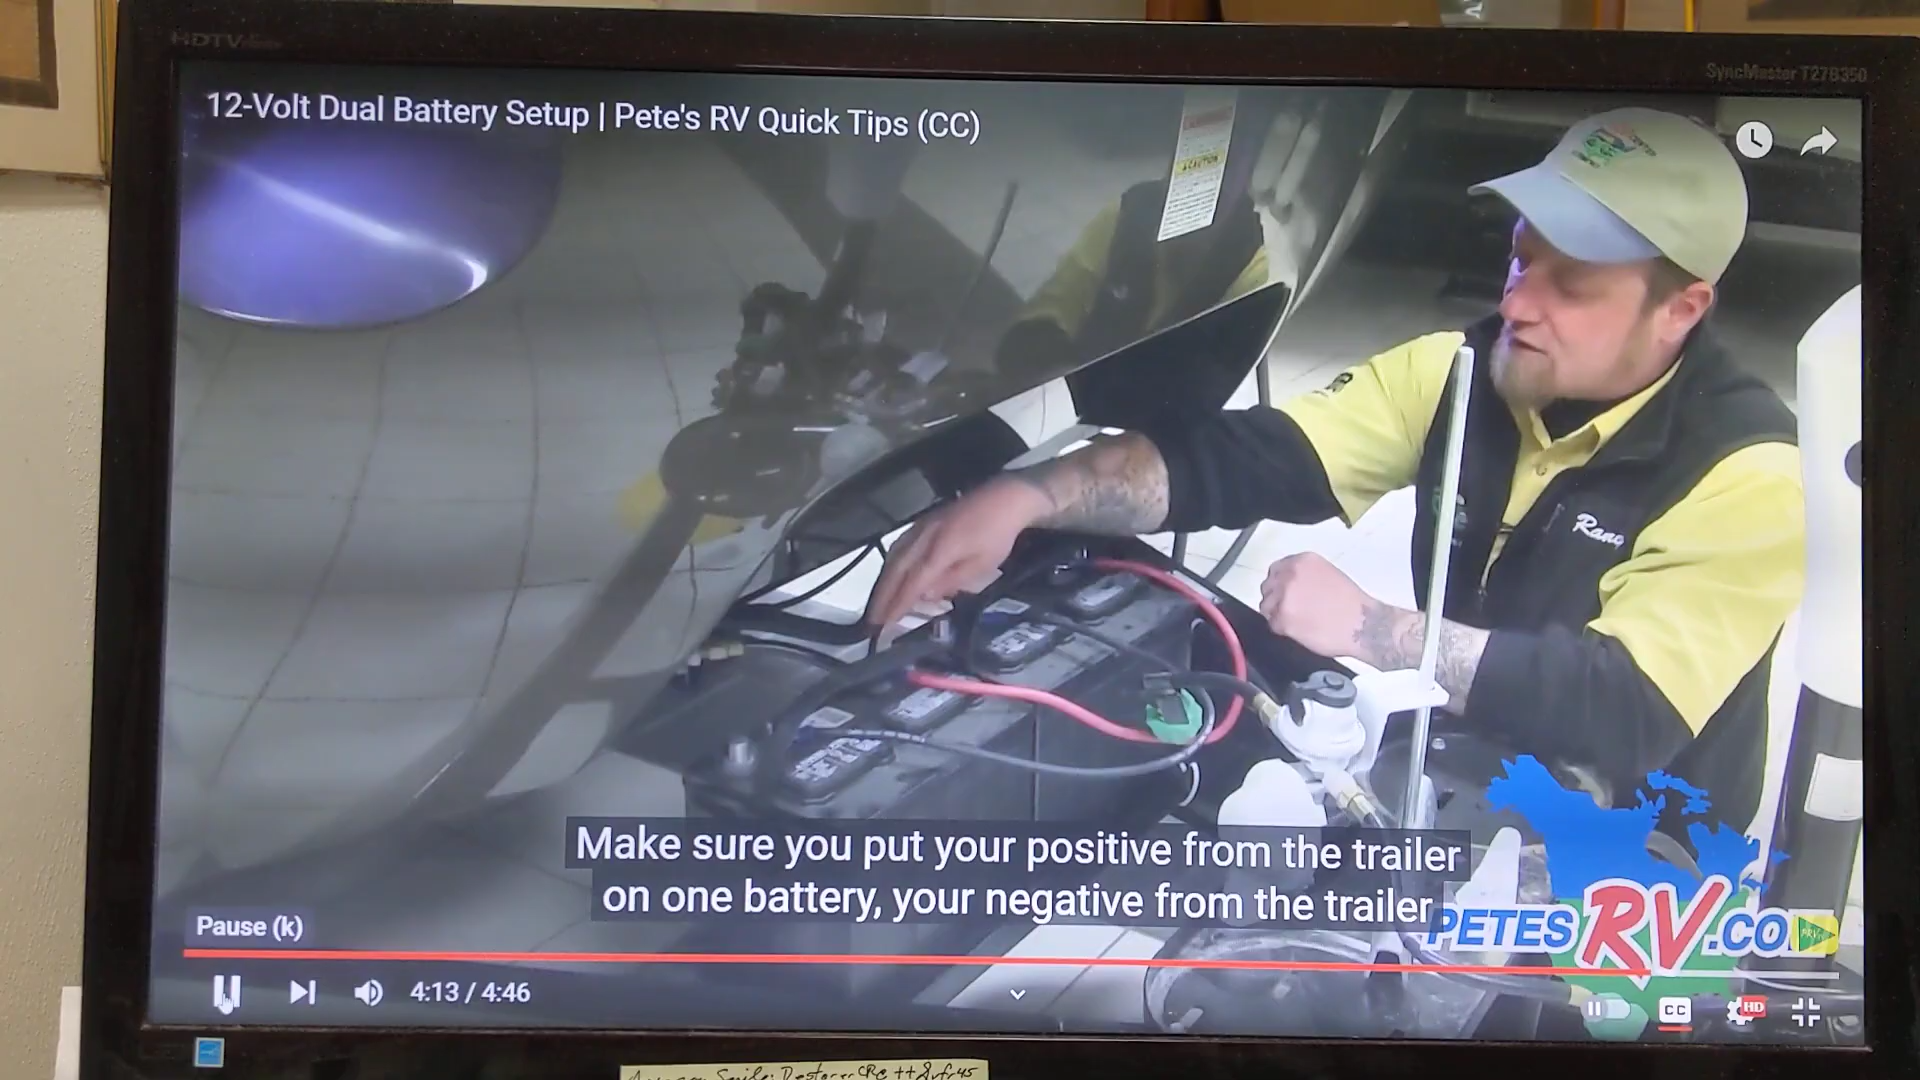 HDTV
SyncMaster T27B350
12-Volt Dual Battery Setup | Pete's RV Quick Tips (CC)
CAUTION
Make sure you put your positive from the trailer
on one battery, your negative from the trailer
PETES RV.CO
Pause (k)
4:13 / 4:46
CC
HD